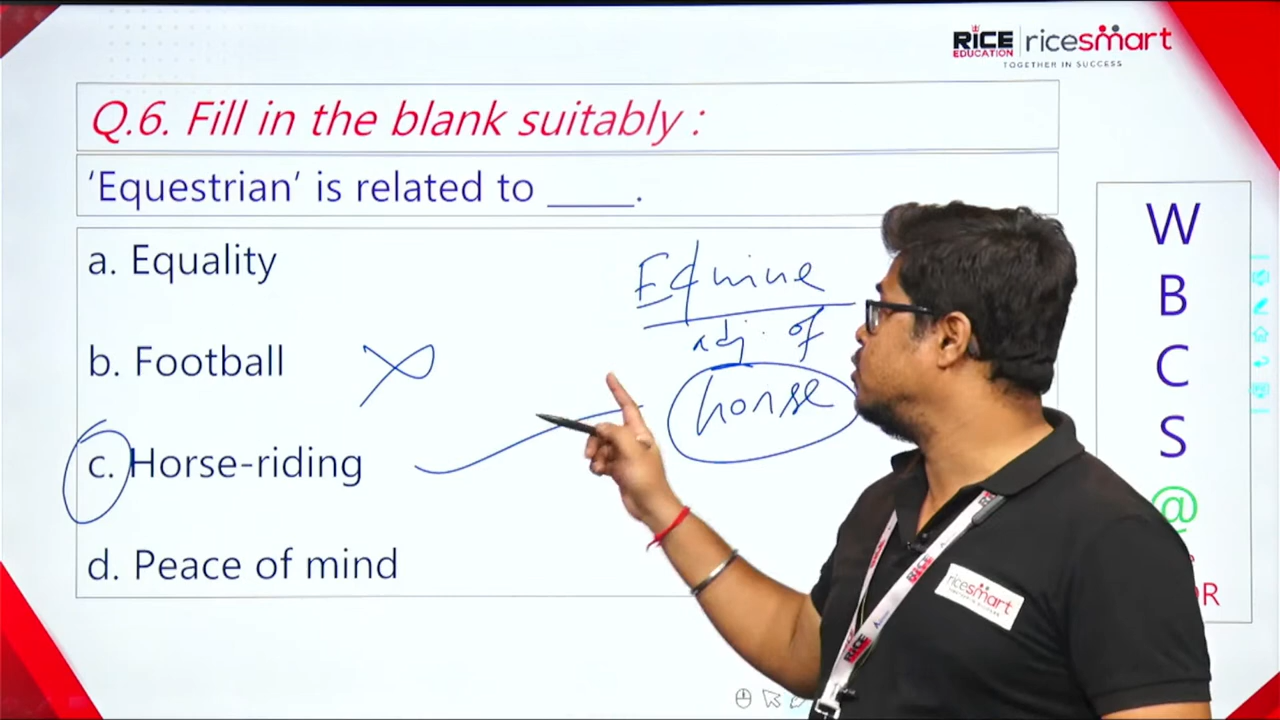 RICE EDUCATION | ricesmart
TOGETHER IN SUCCESS
Q.6. Fill in the blank suitably :
‘Equestrian’ is related to _____.
a. Equality
b. Football
c. Horse-riding
d. Peace of mind
Equine
adj. of
horse
W
B
C
S
@
R
ricesmart